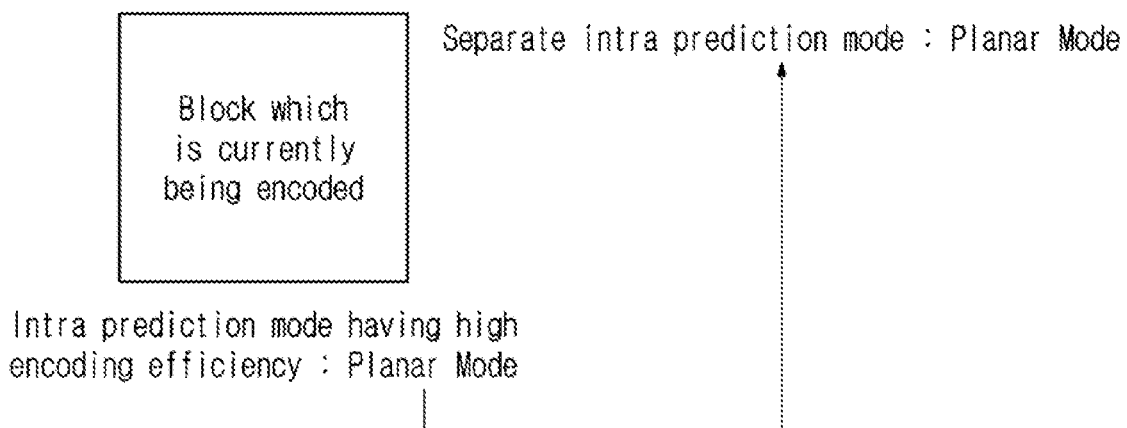 Separate intra prediction mode : Planar Mode
Block which
is currently
being encoded
Intra prediction mode having high
encoding efficiency : Planar Mode